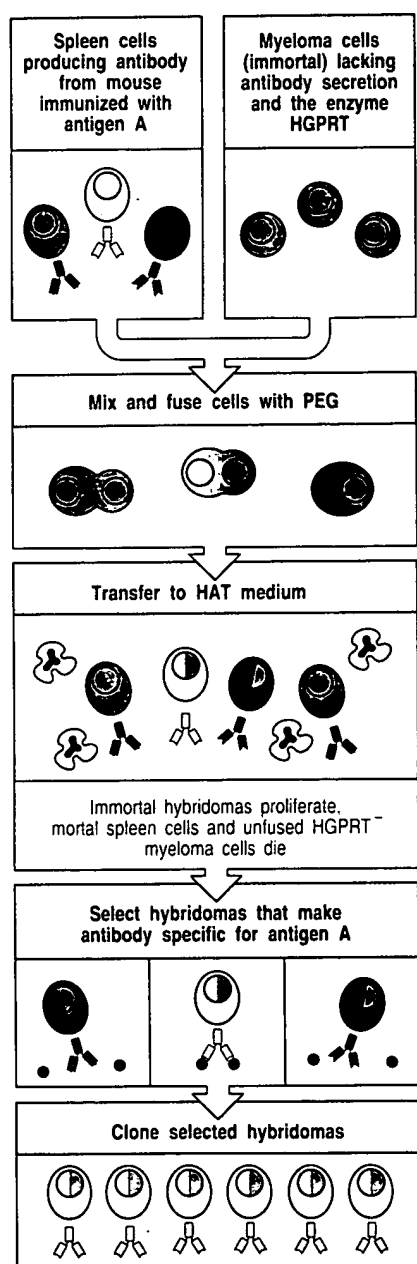 Spleen cells
producing antibody
from mouse
immunized with
antigen A
Myeloma cells
(immortal) lacking
antibody secretion
and the enzyme
HGPRT
Mix and fuse cells with PEG
Transfer to HAT medium
Immortal hybridomas proliferate,
mortal spleen cells and unfused HGPRT⁻
myeloma cells die
Select hybridomas that make
antibody specific for antigen A
Clone selected hybridomas